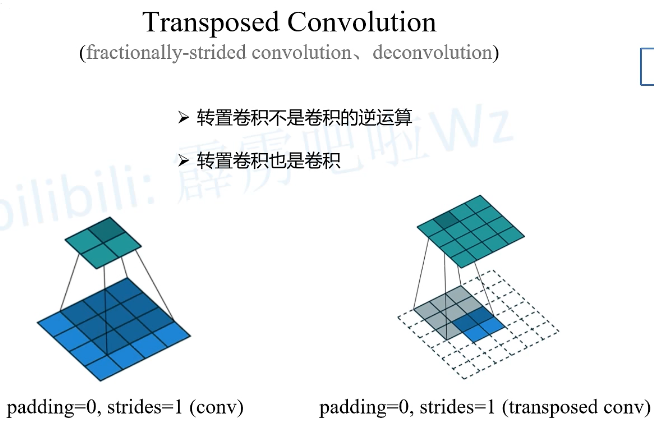 Transposed Convolution
(fractionally-strided convolution、deconvolution)
➢ 转置卷积不是卷积的逆运算
➢ 转置卷积也是卷积
bilibili: 霹雳吧啦Wz
padding=0, strides=1 (conv)
padding=0, strides=1 (transposed conv)